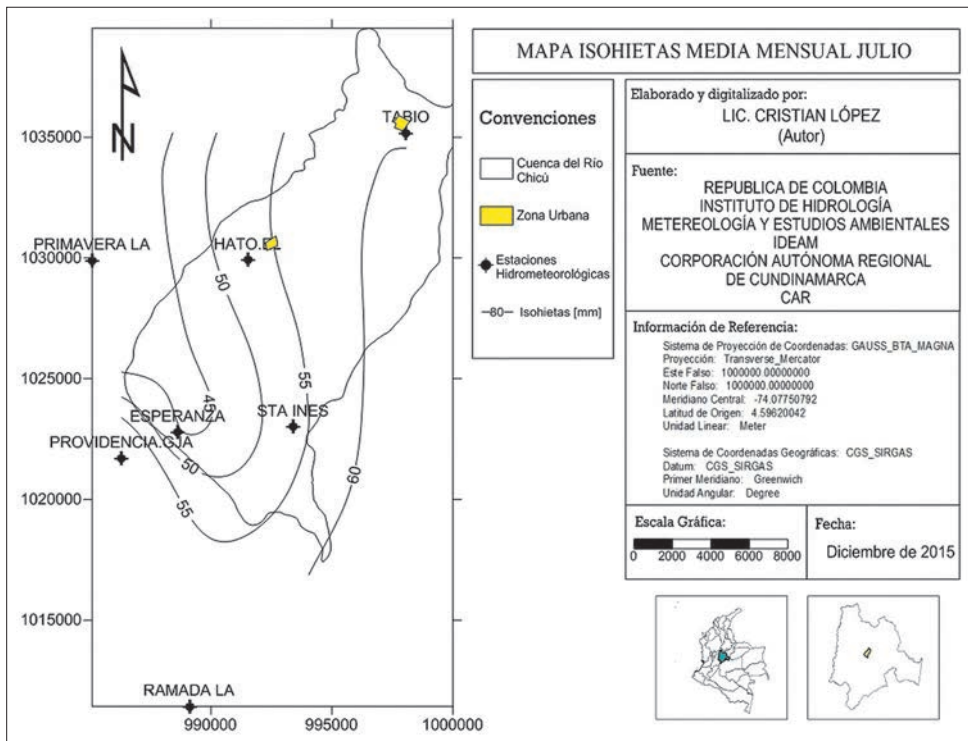 MAPA ISOHIETAS MEDIA MENSUAL JULIO
1035000
1030000
1025000
1020000
1015000
990000
995000
1000000
N
TABIO
PRIMAVERA LA
HATO.EL
ESPERANZA
STA INES
PROVIDENCIA.GJA
RAMADA LA
50
45
55
60
50
55
Convenciones
Cuenca del Río
Chicú
Zona Urbana
Estaciones
Hidrometeorológicas
60
Isohietas [mm]
Elaborado y digitalizado por:
LIC. CRISTIAN LÓPEZ
(Autor)
Fuente:
REPUBLICA DE COLOMBIA
INSTITUTO DE HIDROLOGÍA
METEREOLOGÍA Y ESTUDIOS AMBIENTALES
IDEAM
CORPORACIÓN AUTÓNOMA REGIONAL
DE CUNDINAMARCA
CAR
Información de Referencia:
Sistema de Proyección de Coordenadas: GAUSS_BTA_MAGNA
Proyección: Transverse_Mercator
Este Falso: 1000000.00000000
Norte Falso: 1000000.00000000
Meridiano Central: -74.07750792
Latitud de Origen: 4.59620042
Unidad Linear: Meter
Sistema de Coordenadas Geográficas: CGS_SIRGAS
Datum: CGS_SIRGAS
Primer Meridiano: Greenwich
Unidad Angular: Degree
Escala Gráfica:
0 2000 4000 6000 8000
Fecha:
Diciembre de 2015